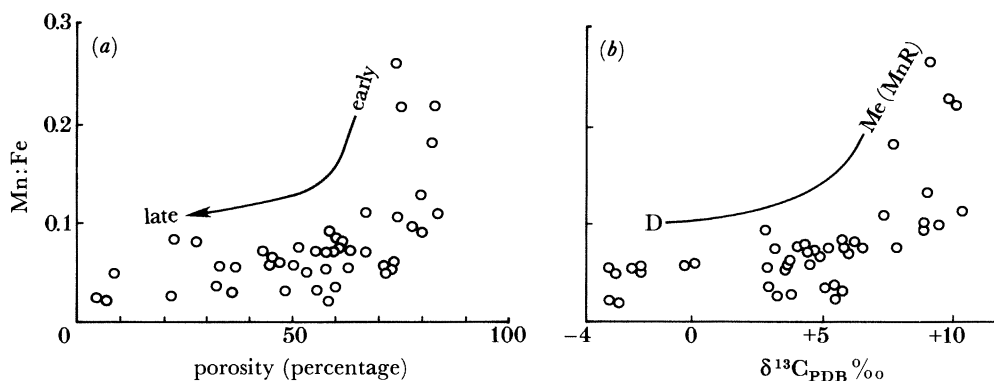 0.3
(a)
(b)
early
Me (MnR)
0.2
Mn:Fe
late
0.1
D
0
50
100
−4
0
+5
+10
porosity (percentage)
δ¹³C_PDB ‰